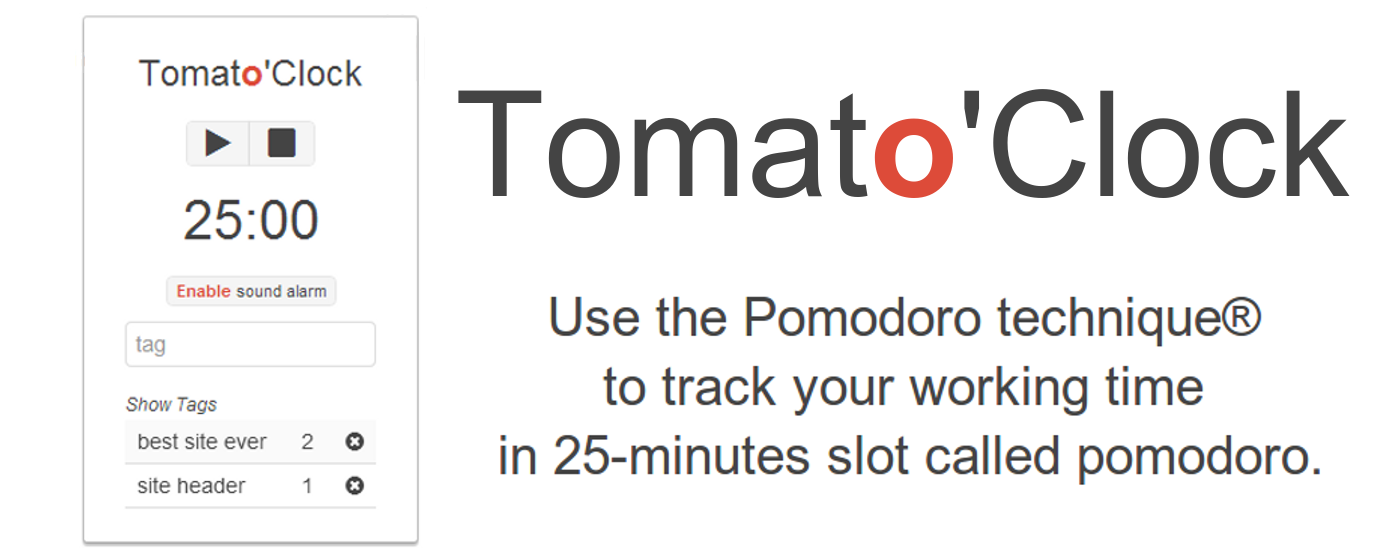 Tomato'Clock
25:00
Enable sound alarm
tag
Show Tags
best site ever 2
site header 1
Tomato'Clock
Use the Pomodoro technique®
to track your working time
in 25-minutes slot called pomodoro.